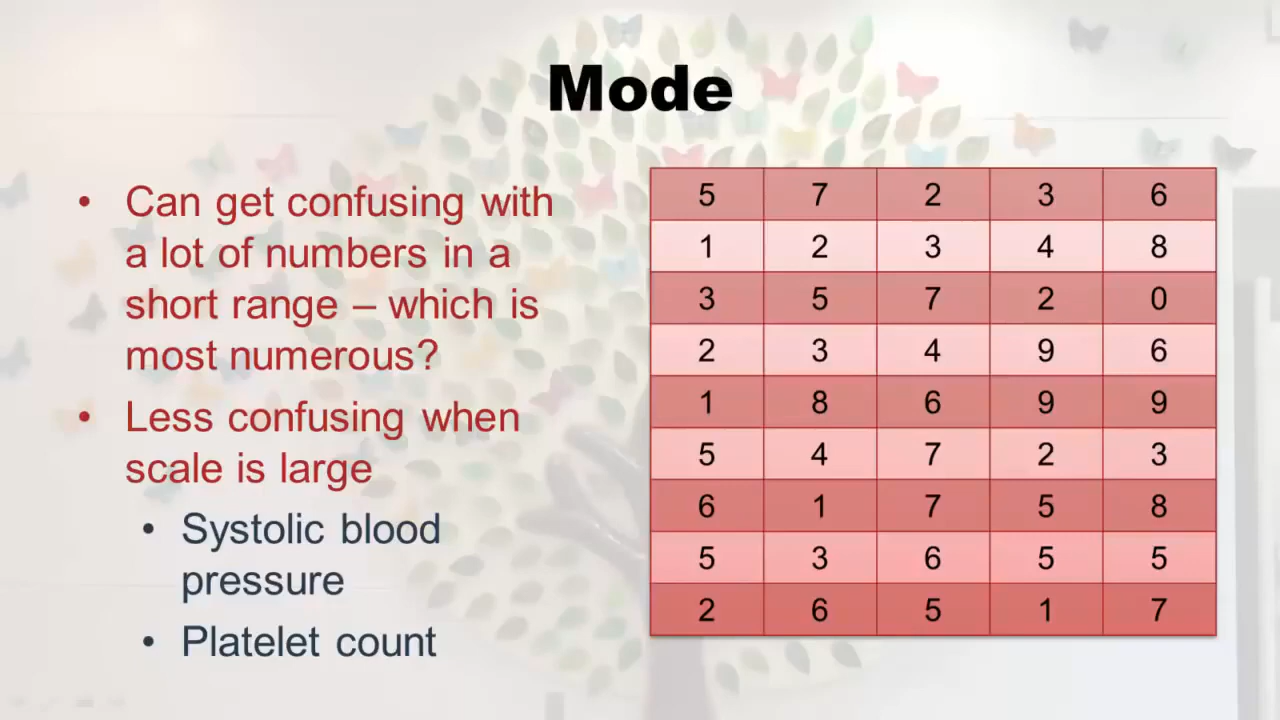 Mode
• Can get confusing with
a lot of numbers in a
short range – which is
most numerous?
• Less confusing when
scale is large
• Systolic blood
pressure
• Platelet count
5 7 2 3 6
1 2 3 4 8
3 5 7 2 0
2 3 4 9 6
1 8 6 9 9
5 4 7 2 3
6 1 7 5 8
5 3 6 5 5
2 6 5 1 7